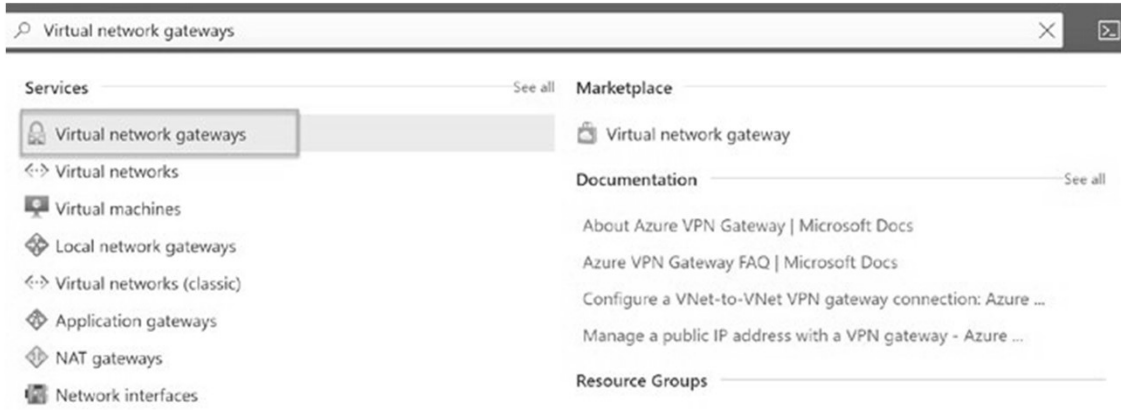 Virtual network gateways
Services
See all
Virtual network gateways
Virtual networks
Virtual machines
Local network gateways
Virtual networks (classic)
Application gateways
NAT gateways
Network interfaces
Marketplace
Virtual network gateway
Documentation
See all
About Azure VPN Gateway | Microsoft Docs
Azure VPN Gateway FAQ | Microsoft Docs
Configure a VNet-to-VNet VPN gateway connection: Azure ...
Manage a public IP address with a VPN gateway - Azure ...
Resource Groups